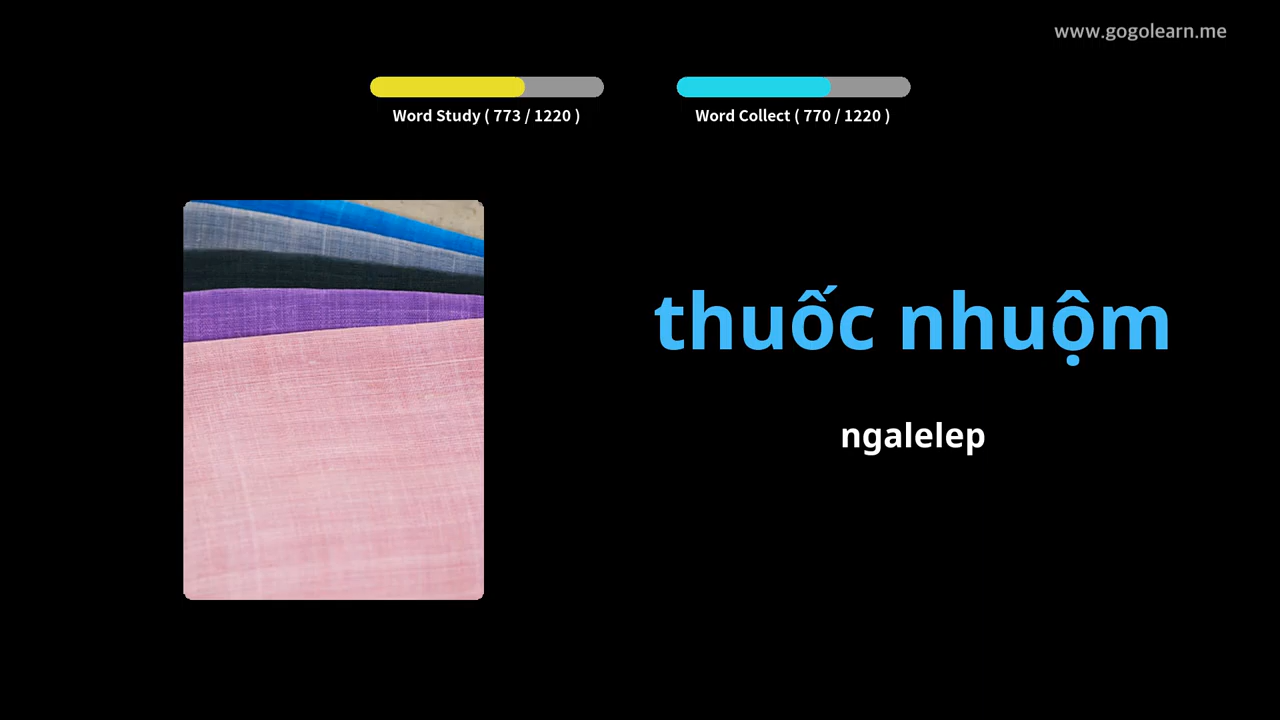 www.gogolearn.me
Word Study ( 773 / 1220 )
Word Collect ( 770 / 1220 )
thuốc nhuộm
ngalelep